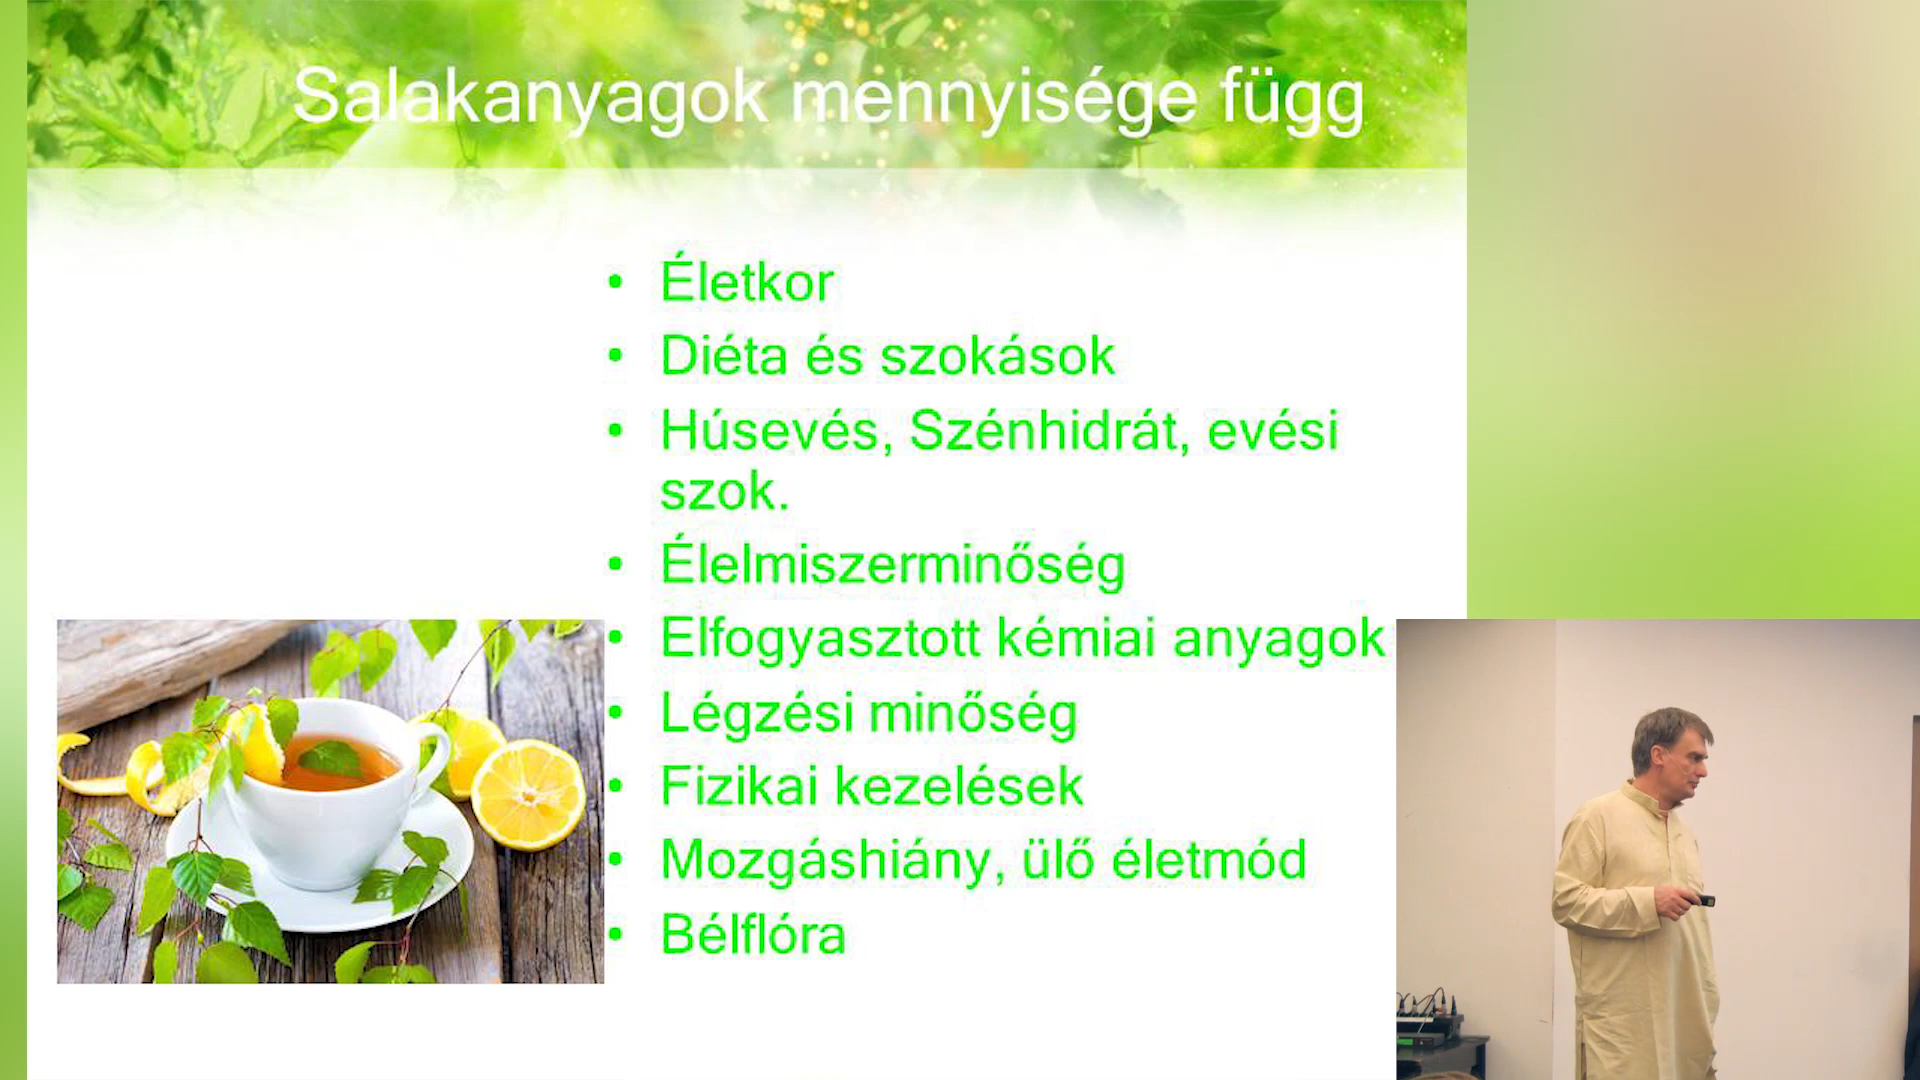 Salakanyagok mennyisége függ
• Életkor
• Diéta és szokások
• Húsevés, Szénhidrát, evési
szok.
• Élelmiszerminőség
• Elfogyasztott kémiai anyagok
• Légzési minőség
• Fizikai kezelések
• Mozgáshiány, ülő életmód
• Bélflóra